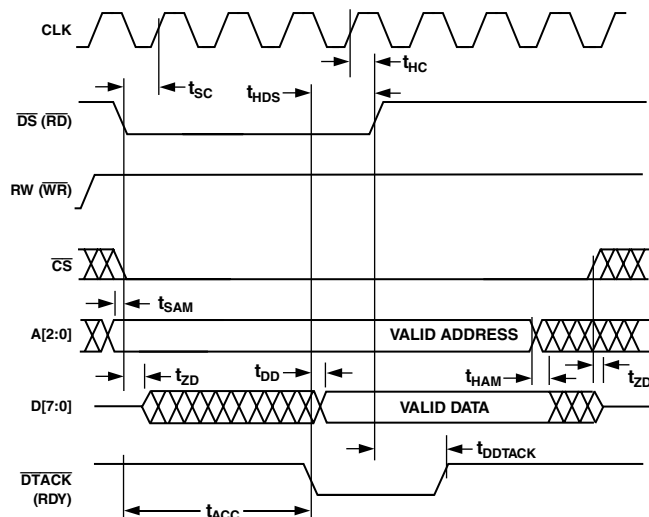 CLK
tSC
tHDS
tHC
DS (RD)
RW (WR)
CS
tSAM
A[2:0]
VALID ADDRESS
tZD
tDD
tHAM
tZD
D[7:0]
VALID DATA
tDDTACK
DTACK
(RDY)
tACC